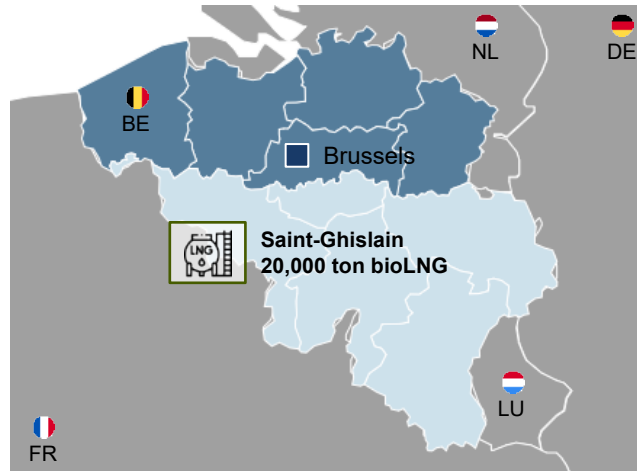 NL
DE
BE
Brussels
LNG
Saint-Ghislain
20,000 ton bioLNG
LU
FR